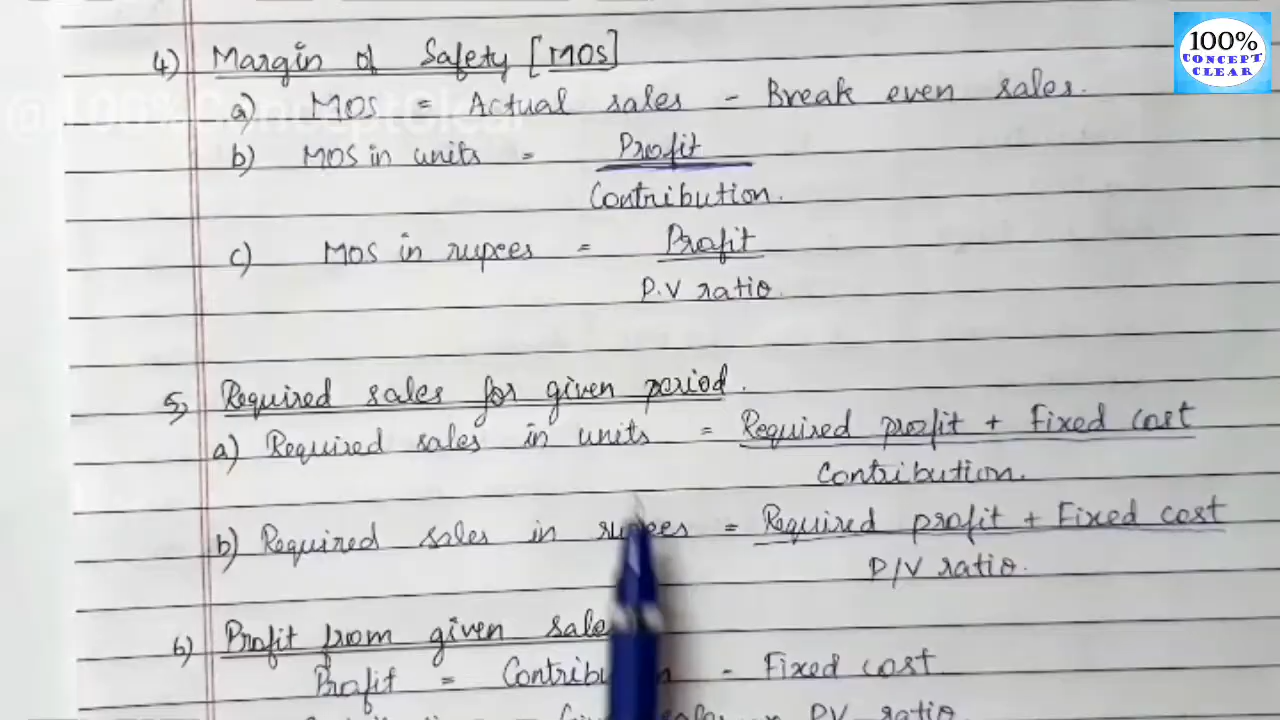 100%
CONCEPT
CLEAR
4) Margin of Safety [MOS]
a) MOS = Actual sales - Break even sales.
b) MOS in units = Profit
Contribution.
c) MOS in rupees = Profit
P.V ratio.
5) Required sales for given period.
a) Required sales in units = Required profit + Fixed cost
Contribution.
b) Required sales in rupees = Required profit + Fixed cost
P/V ratio.
6) Profit from given sale
Profit = Contribu n - Fixed cost
PV ratio